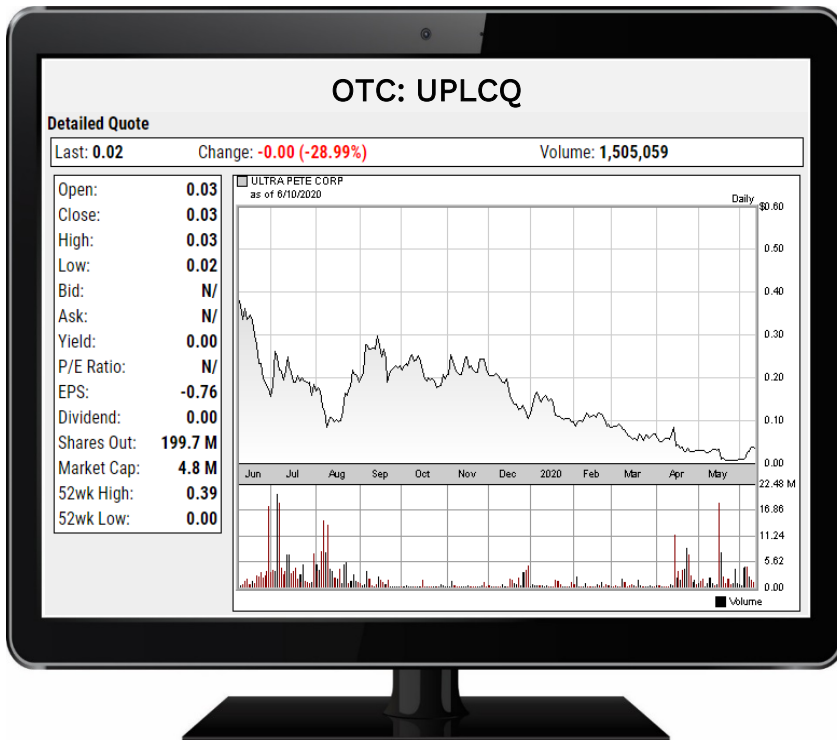 OTC: UPLCQ
Detailed Quote
Last: 0.02 Change: -0.00 (-28.99%) Volume: 1,505,059
Open: 0.03
Close: 0.03
High: 0.03
Low: 0.02
Bid: N/
Ask: N/
Yield: 0.00
P/E Ratio: N/
EPS: -0.76
Dividend: 0.00
Shares Out: 199.7 M
Market Cap: 4.8 M
52wk High: 0.39
52wk Low: 0.00
ULTRA PETE CORP
as of 6/10/2020
Daily
$0.60
0.50
0.40
0.30
0.20
0.10
0.00
Jun Jul Aug Sep Oct Nov Dec 2020 Feb Mar Apr May
22.48 M
16.86
11.24
5.62
0.00
Volume